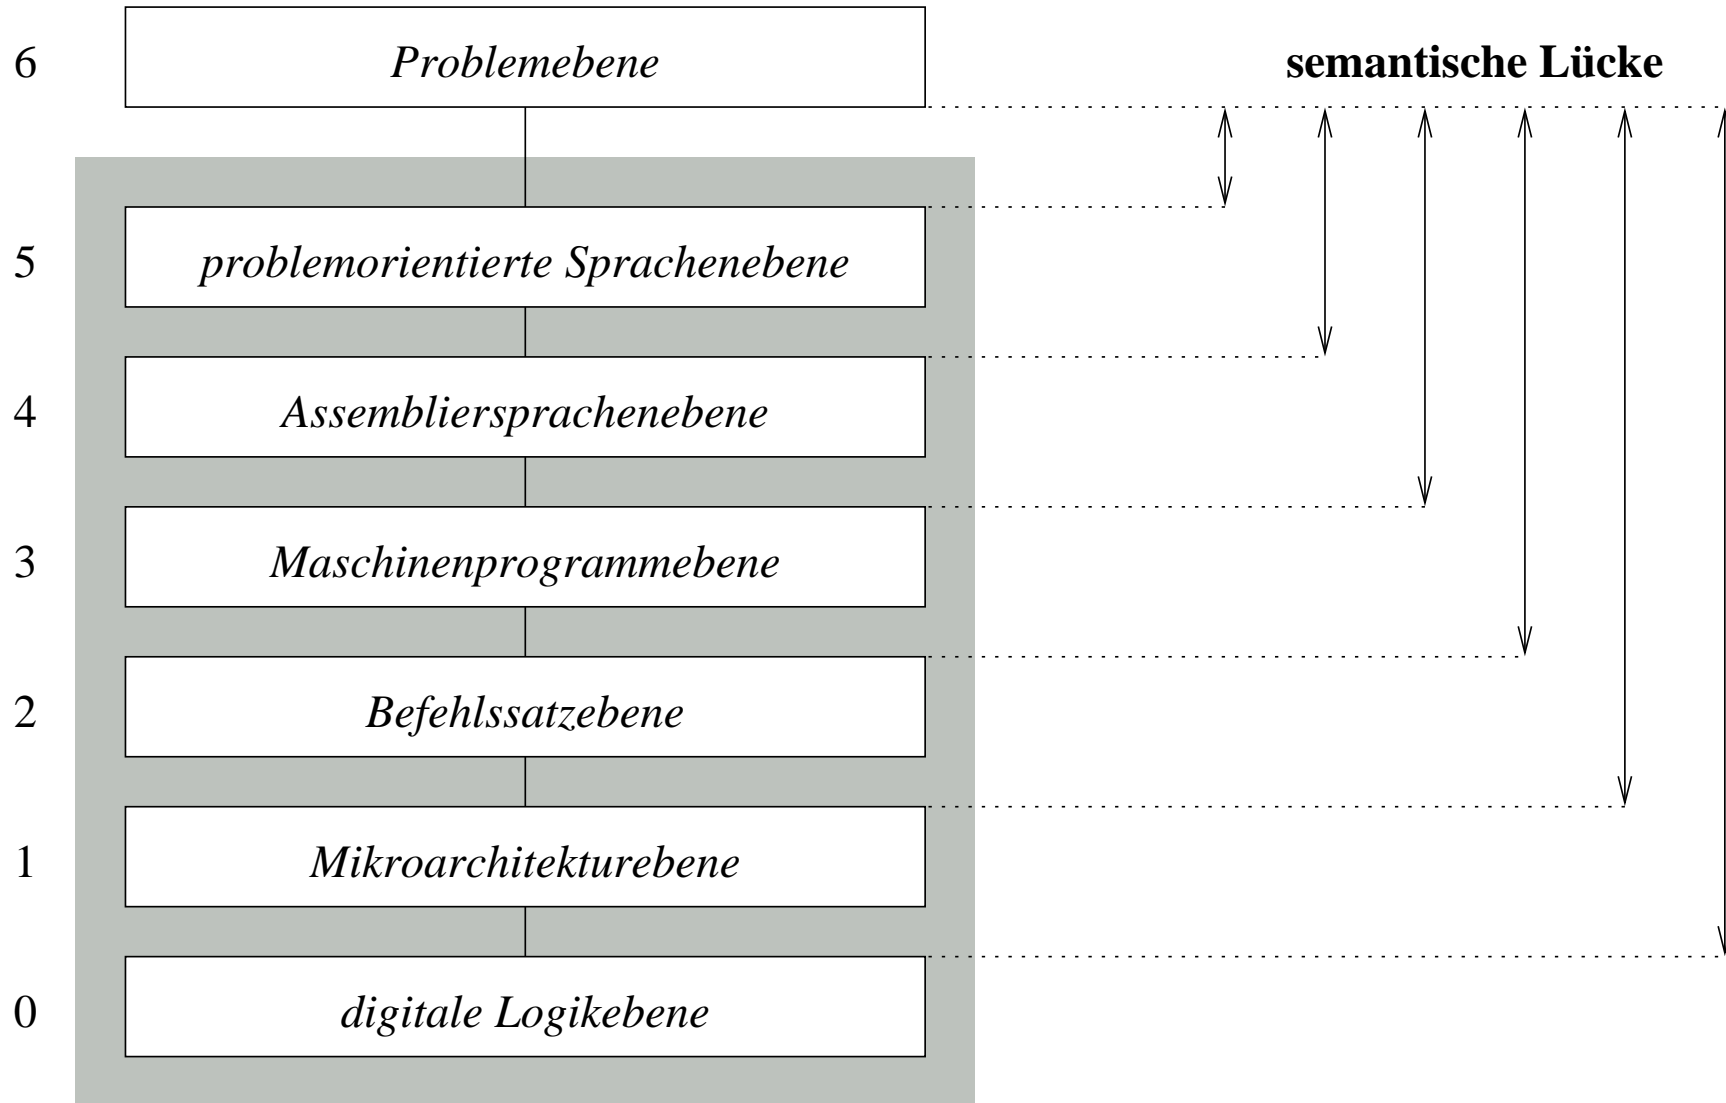 6 Problemebene semantische Lücke
5 problemorientierte Sprachenebene
4 Assembliersprachenebene
3 Maschinenprogrammebene
2 Befehlssatzebene
1 Mikroarchitekturebene
0 digitale Logikebene